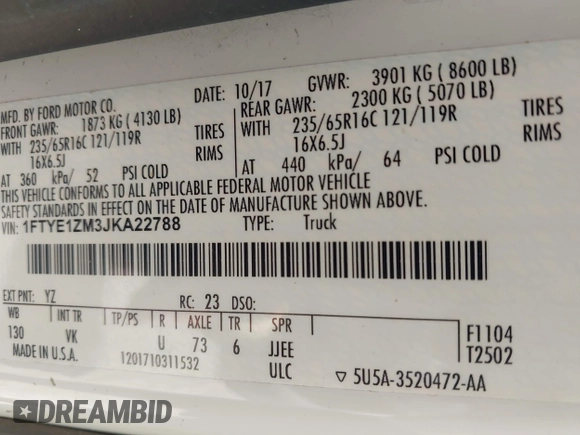 MFD. BY FORD MOTOR CO. DATE: 10/17 GVWR: 3901 KG ( 8600 LB)
FRONT GAWR: 1873 KG ( 4130 LB) REAR GAWR: 2300 KG ( 5070 LB)
WITH 235/65R16C 121/119R TIRES WITH 235/65R16C 121/119R TIRES
16X6.5J RIMS 16X6.5J RIMS
AT 360 kPa/ 52 PSI COLD AT 440 kPa/ 64 PSI COLD
THIS VEHICLE CONFORMS TO ALL APPLICABLE FEDERAL MOTOR VEHICLE
SAFETY STANDARDS IN EFFECT ON THE DATE OF MANUFACTURE SHOWN ABOVE.
VIN: 1FTYE1ZM3JKA22788 TYPE: Truck
EXT PNT: YZ RC: 23 DSO:
WB INT TR TP/PS R AXLE TR SPR
130 VK U 73 6 JJEE
F1104
T2502
MADE IN U.S.A. 1201710311532 ULC
▽ 5U5A-3520472-AA
DREAMBID